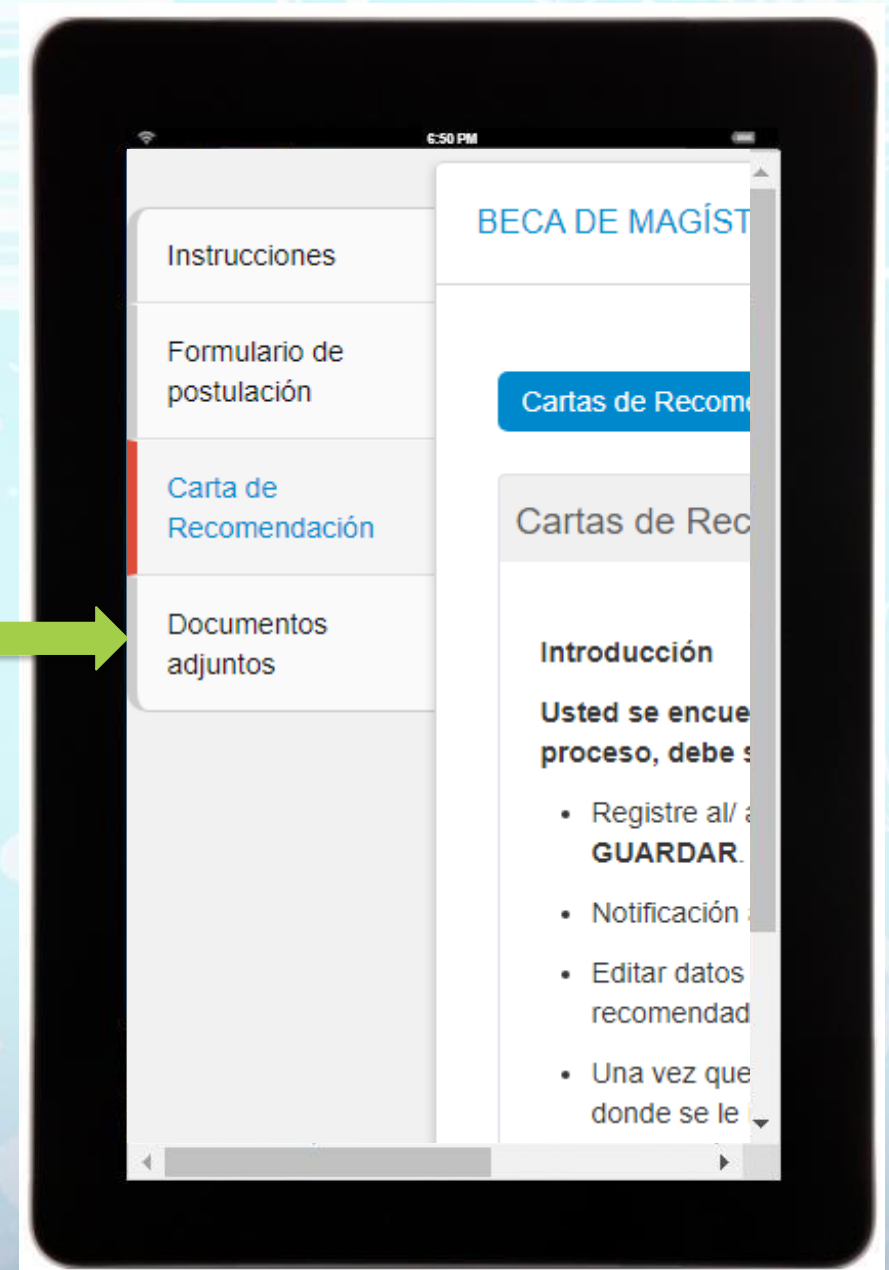 6:50 PM
Instrucciones
Formulario de
postulación
Carta de
Recomendación
Documentos
adjuntos
BECA DE MAGÍST
Cartas de Recome
Cartas de Rec
Introducción
Usted se encue
proceso, debe s
• Registre al/ a
GUARDAR.
• Notificación
• Editar datos
recomendad
• Una vez que
donde se le